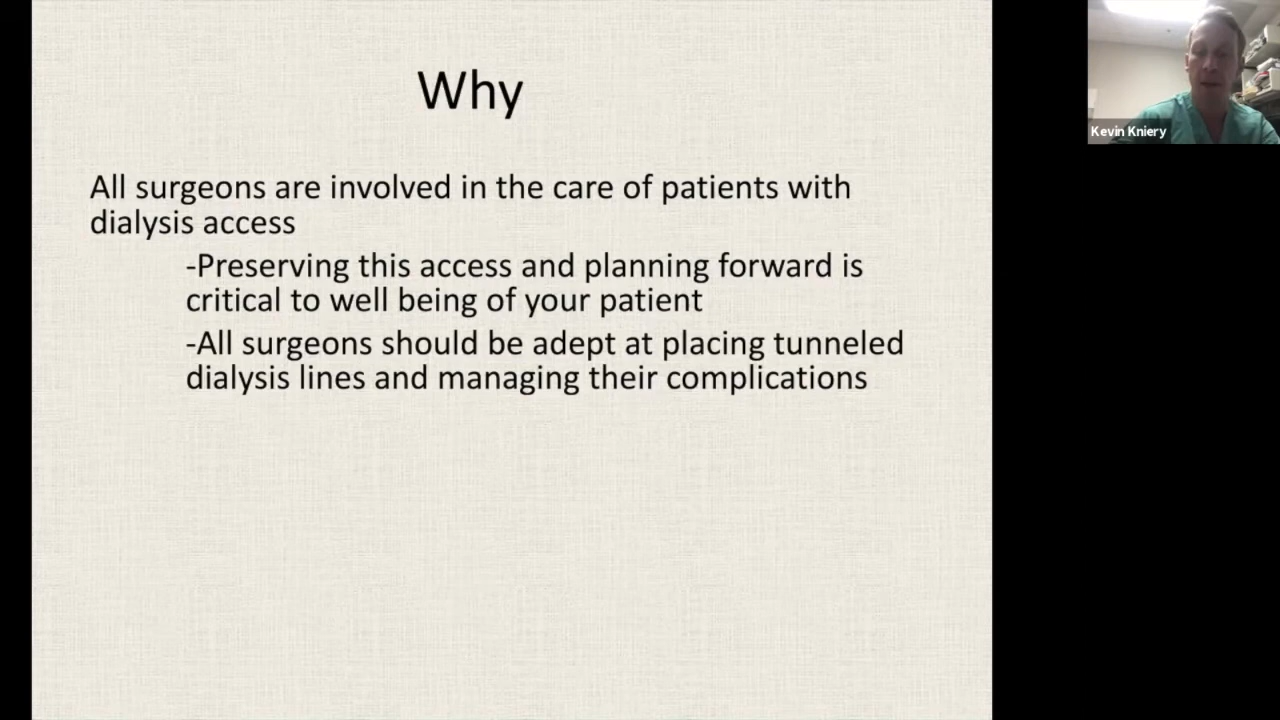 Why
All surgeons are involved in the care of patients with
dialysis access
-Preserving this access and planning forward is
critical to well being of your patient
-All surgeons should be adept at placing tunneled
dialysis lines and managing their complications
Kevin Kniery